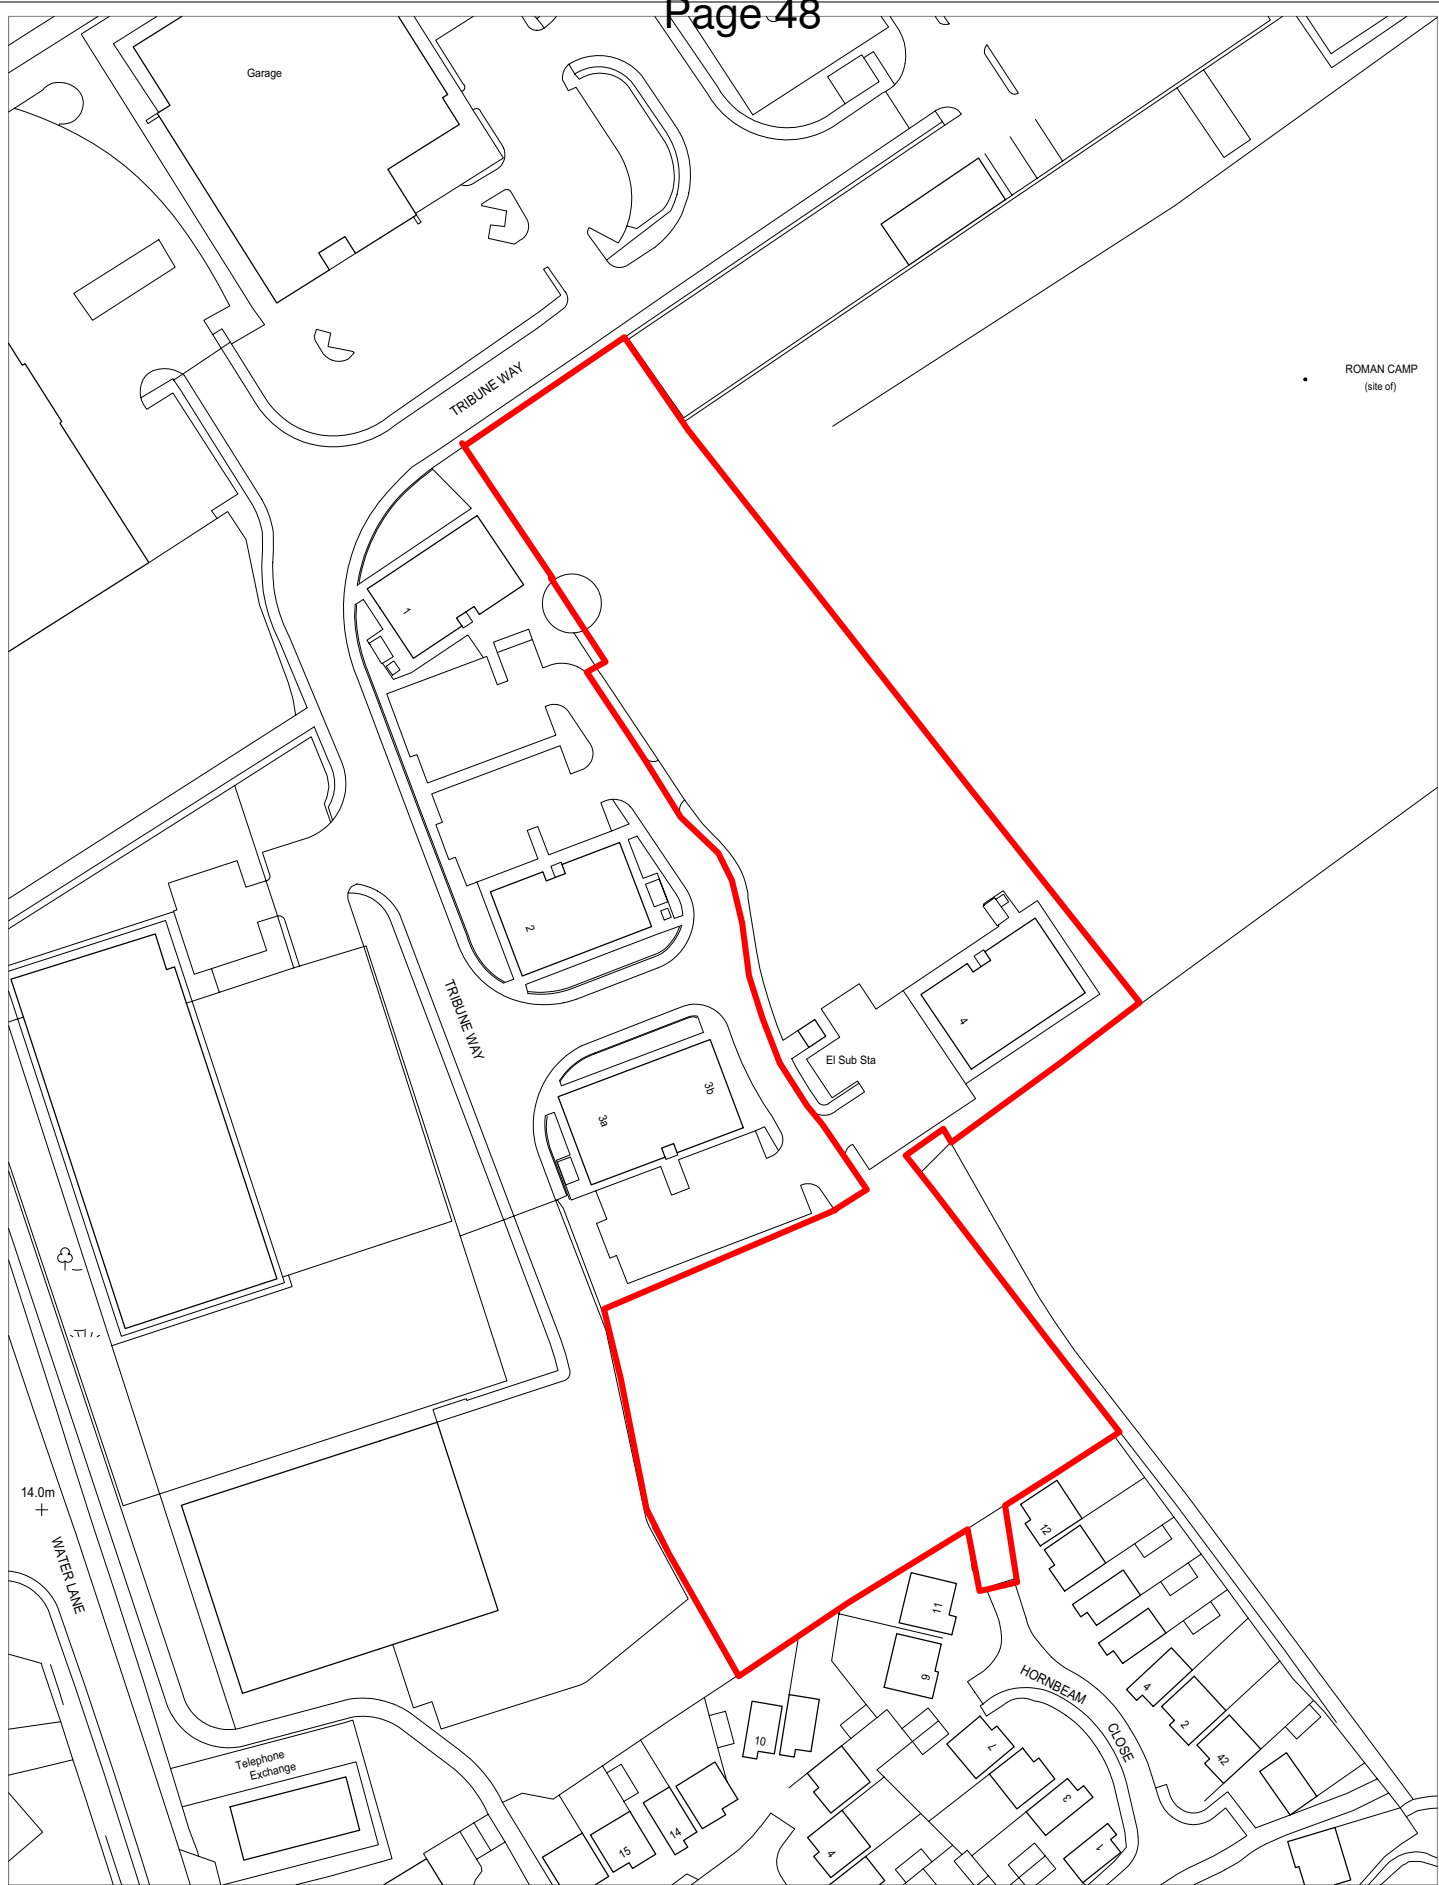 Page 48
Garage
ROMAN CAMP
(site of)
TRIBUNE WAY
1
2
TRIBUNE WAY
4
El Sub Sta
3b
3a
14.0m
WATER LANE
12
11
9
HORNBEAM
CLOSE
4
2
42
10
7
3
1
Telephone
Exchange
14
15
4